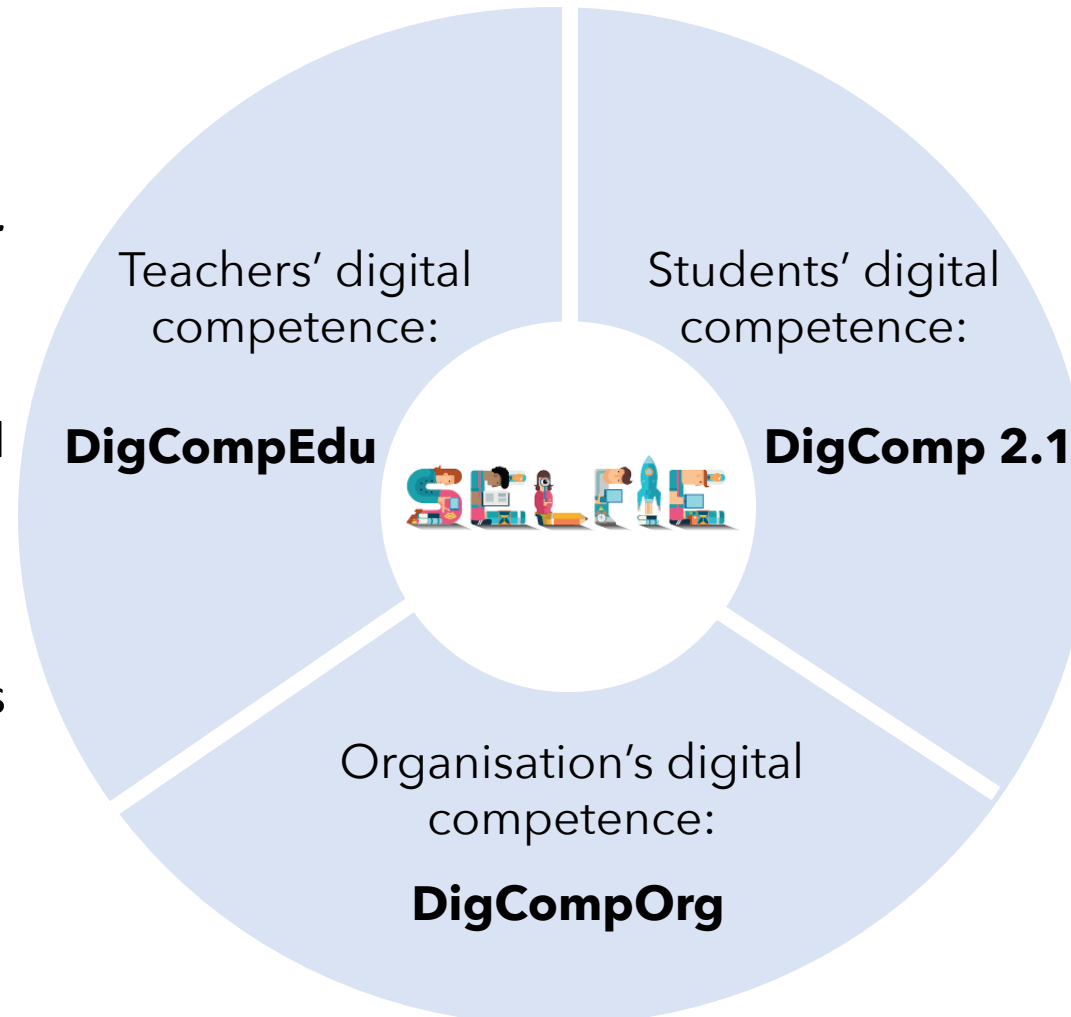 Teachers’ digital
competence:
DigCompEdu
Students’ digital
competence:
DigComp 2.1
SELFIE
Organisation’s digital
competence:
DigCompOrg